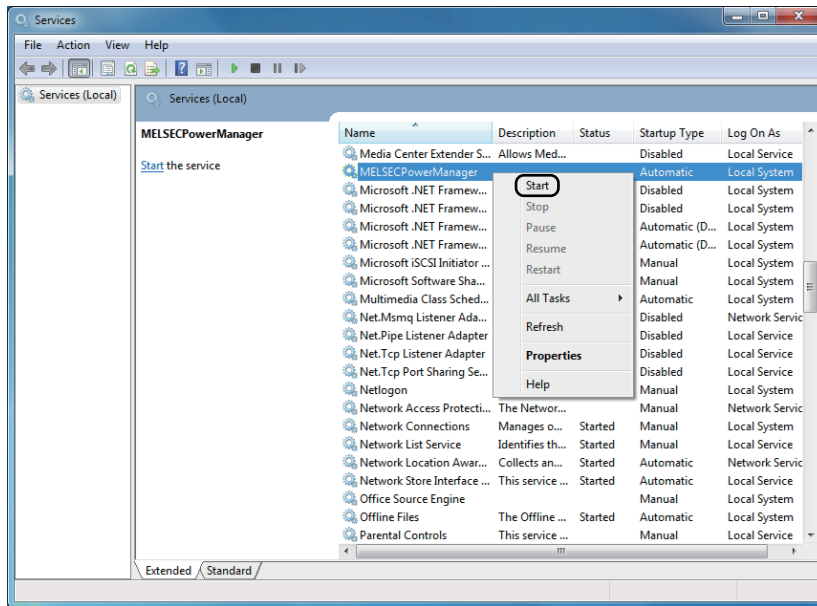 Services
File Action View Help
Services (Local)
Services (Local)
MELSECPowerManager
Start the service
Name Description Status Startup Type Log On As
Media Center Extender S... Allows Med... Disabled Local Service
MELSECPowerManager Automatic Local System
Microsoft .NET Framew... Disabled Local System
Microsoft .NET Framew... Disabled Local System
Microsoft .NET Framew... Automatic (D... Local System
Microsoft .NET Framew... Automatic (D... Local System
Microsoft iSCSI Initiator ... Manual Local System
Microsoft Software Sha... Manual Local System
Multimedia Class Sched... Automatic Local System
Net.Msmq Listener Ada... Disabled Network Servic
Net.Pipe Listener Adapter Disabled Local Service
Net.Tcp Listener Adapter Disabled Local Service
Net.Tcp Port Sharing Se... Disabled Local Service
Netlogon Manual Local System
Network Access Protecti... The Networ... Manual Network Servic
Network Connections Manages o... Started Manual Local System
Network List Service Identifies th... Started Manual Local Service
Network Location Awar... Collects an... Started Automatic Network Servic
Network Store Interface ... This service ... Started Automatic Local Service
Office Source Engine Manual Local System
Offline Files The Offline ... Started Automatic Local System
Parental Controls This service ... Manual Local Service
Start
Stop
Pause
Resume
Restart
All Tasks
Refresh
Properties
Help
Extended Standard